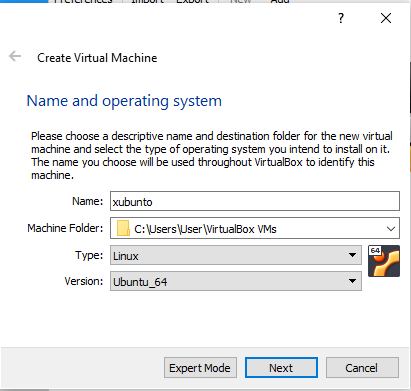 Preferences Import Export New Add
?
Create Virtual Machine
Name and operating system
Please choose a descriptive name and destination folder for the new virtual
machine and select the type of operating system you intend to install on it.
The name you choose will be used throughout VirtualBox to identify this
machine.
Name: xubunto
Machine Folder: C:\Users\User\VirtualBox VMs
Type: Linux
64
Version: Ubuntu_64
Expert Mode Next Cancel